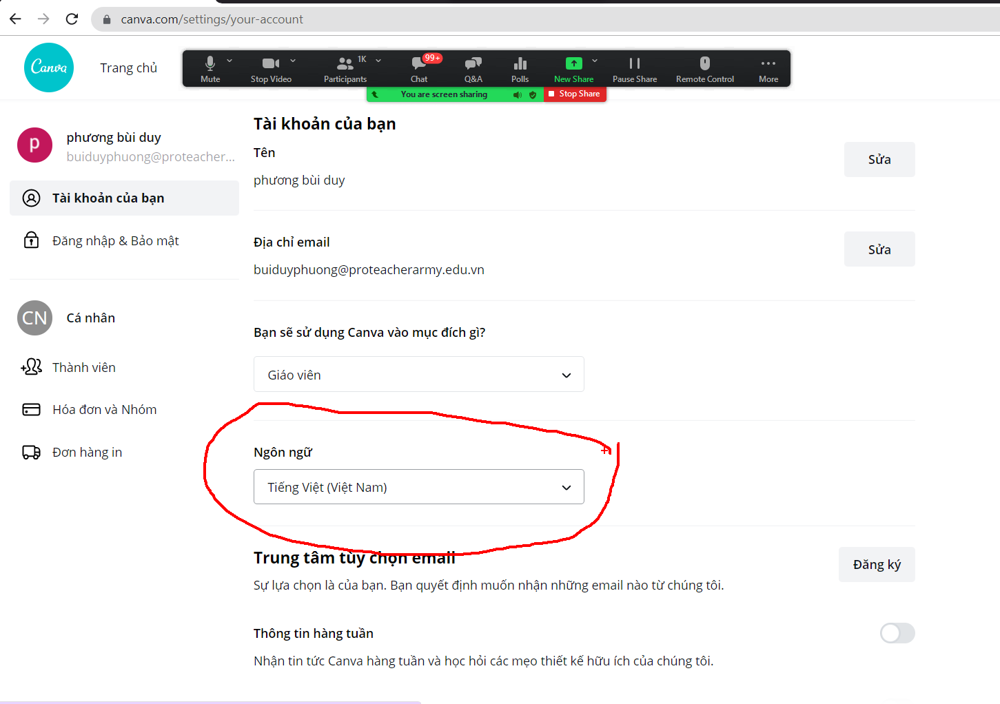 canva.com/settings/your-account
Canva
Trang chủ
Mute
Stop Video
1K
Participants
99+
Chat
Q&A
Polls
New Share
Pause Share
Remote Control
More
You are screen sharing
Stop Share
p
phương bùi duy
buiduyphuong@proteacher...
Tài khoản của bạn
Đăng nhập & Bảo mật
CN
Cá nhân
Thành viên
Hóa đơn và Nhóm
Đơn hàng in
Tài khoản của bạn
Tên
Sửa
phương bùi duy
Địa chỉ email
Sửa
buiduyphuong@proteacherarmy.edu.vn
Bạn sẽ sử dụng Canva vào mục đích gì?
Giáo viên
Ngôn ngữ
Tiếng Việt (Việt Nam)
Trung tâm tùy chọn email
Đăng ký
Sự lựa chọn là của bạn. Bạn quyết định muốn nhận những email nào từ chúng tôi.
Thông tin hàng tuần
Nhận tin tức Canva hàng tuần và học hỏi các mẹo thiết kế hữu ích của chúng tôi.